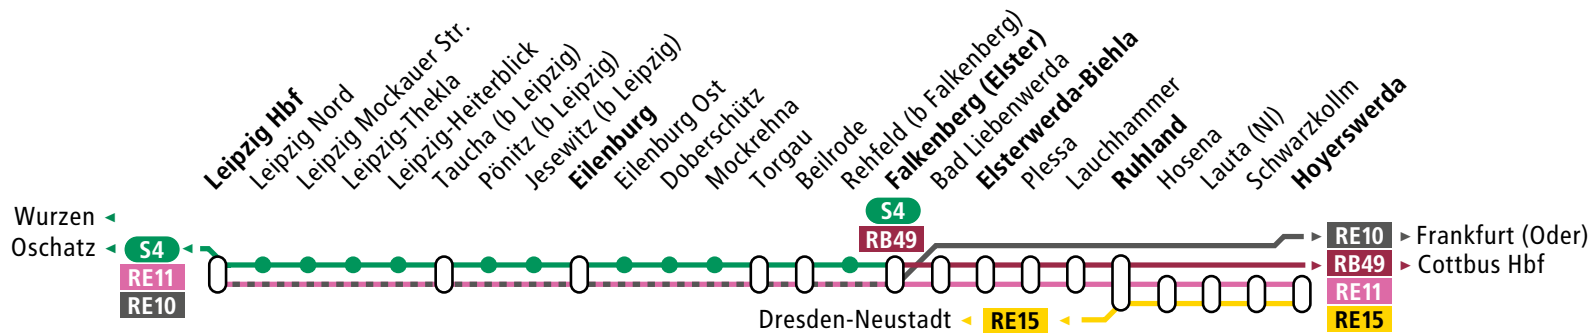 Leipzig Hbf
Leipzig Nord
Leipzig Mockauer Str.
Leipzig-Thekla
Leipzig-Heiterblick
Taucha (b Leipzig)
Pönitz (b Leipzig)
Jesewitz (b Leipzig)
Eilenburg
Eilenburg Ost
Doberschütz
Mockrehna
Torgau
Beilrode
Rehfeld (b Falkenberg)
Falkenberg (Elster)
Bad Liebenwerda
Elsterwerda-Biehla
Plessa
Lauchhammer
Ruhland
Hosena
Lauta (Nl)
Schwarzkollm
Hoyerswerda
Wurzen
Oschatz
S4
RE11
RE10
S4
RB49
Dresden-Neustadt
RE15
RE10
Frankfurt (Oder)
RB49
Cottbus Hbf
RE11
RE15